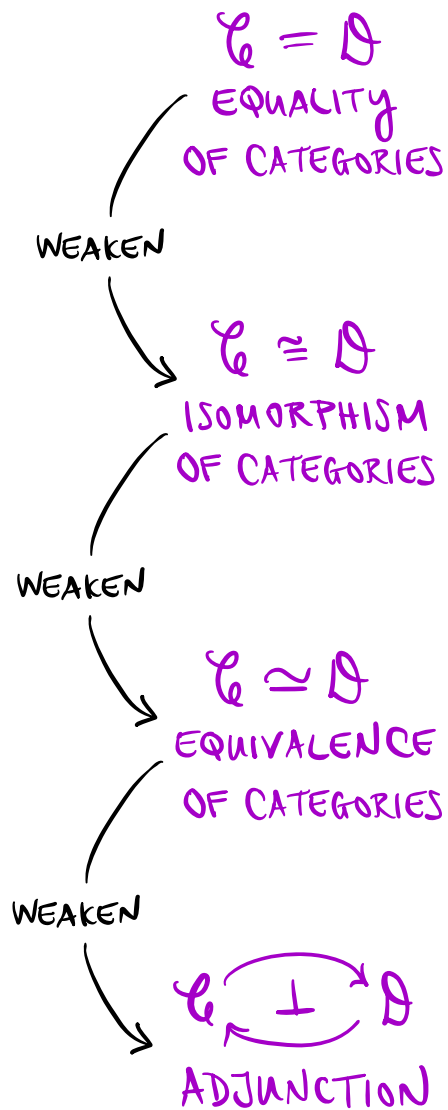 𝒞 = 𝒟
EQUALITY
OF CATEGORIES
WEAKEN
𝒞 ≅ 𝒟
ISOMORPHISM
OF CATEGORIES
WEAKEN
𝒞 ≃ 𝒟
EQUIVALENCE
OF CATEGORIES
WEAKEN
𝒞 ⊥ 𝒟
ADJUNCTION